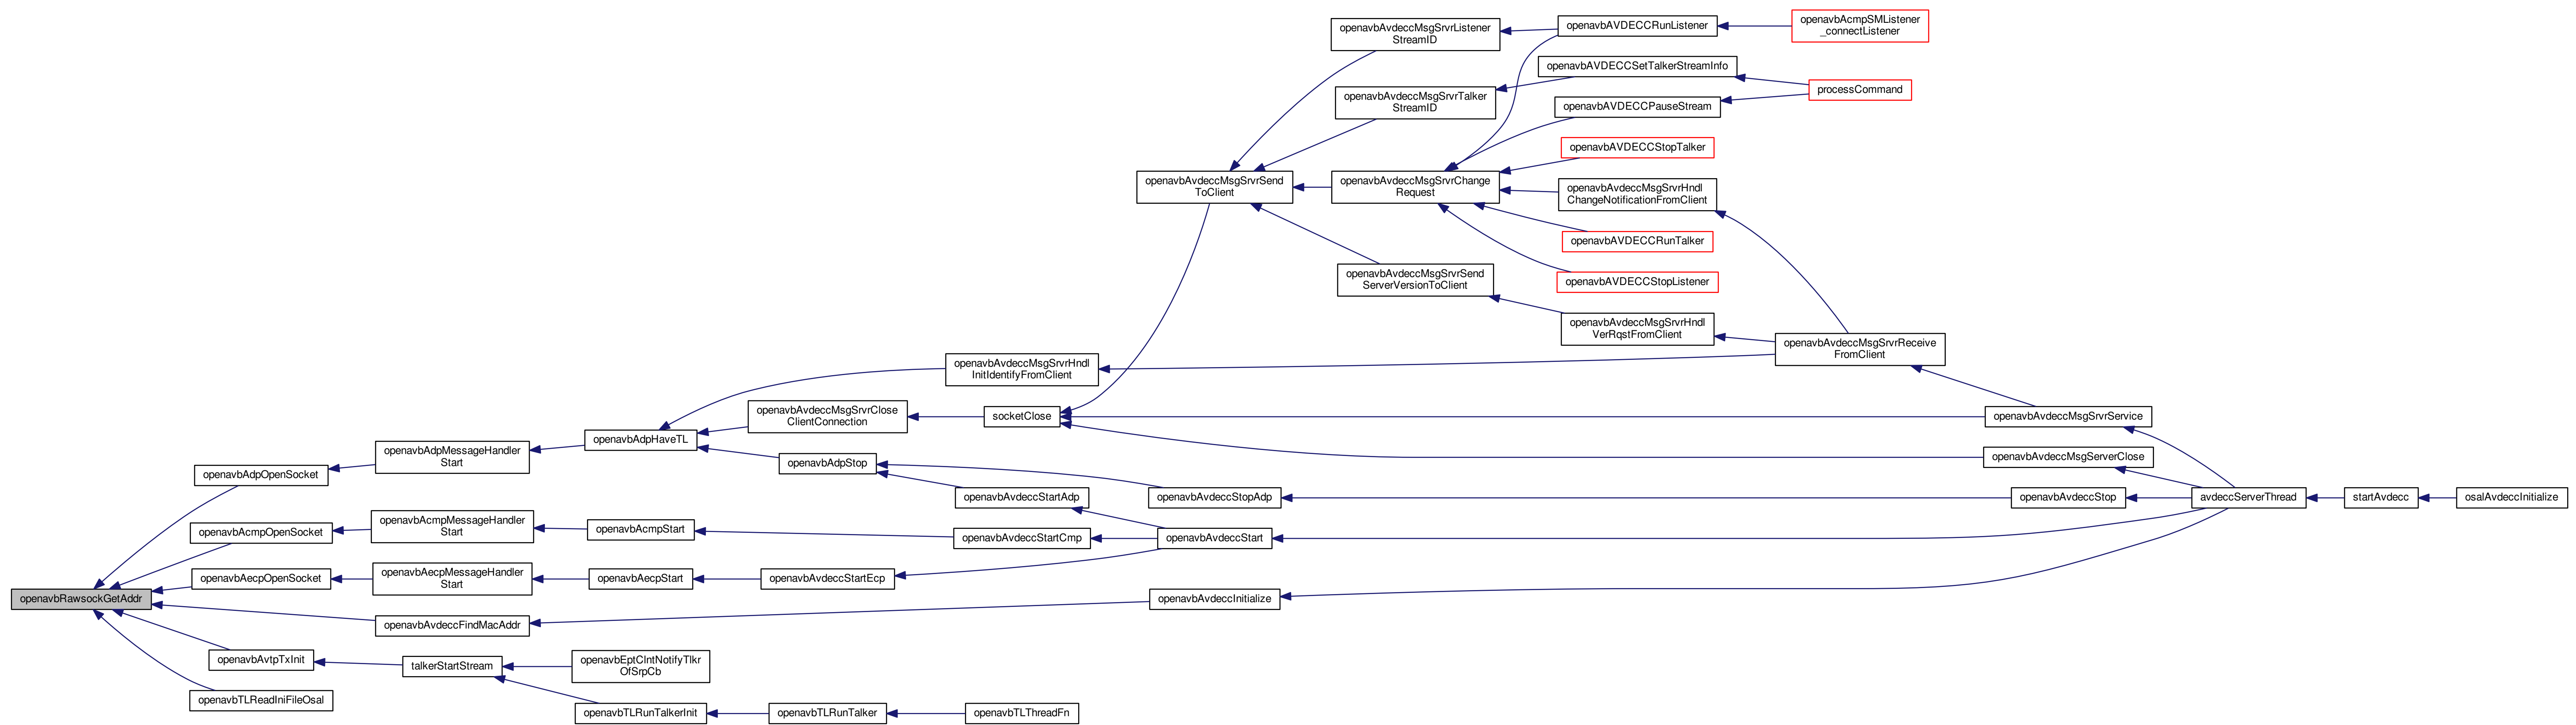 openavbRawsockGetAddr
openavbAdpOpenSocket
openavbAcmpOpenSocket
openavbAecpOpenSocket
openavbAvdeccFindMacAddr
openavbAvtpTxInit
openavbTLReadIniFileOsal
openavbAdpMessageHandler
Start
openavbAcmpMessageHandler
Start
openavbAecpMessageHandler
Start
talkerStartStream
openavbAdpHaveTL
openavbAcmpStart
openavbAecpStart
openavbEptClntNotifyTlkr
OfSrpCb
openavbTLRunTalkerInit
openavbAvdeccMsgSrvrClose
ClientConnection
openavbAdpStop
openavbAvdeccStartEcp
openavbTLRunTalker
openavbAvdeccMsgSrvrHndl
InitIdentifyFromClient
socketClose
openavbAvdeccStartAdp
openavbAvdeccStartCmp
openavbTLThreadFn
openavbAvdeccMsgSrvrSend
ToClient
openavbAvdeccStopAdp
openavbAvdeccStart
openavbAvdeccInitialize
openavbAvdeccMsgSrvrListener
StreamID
openavbAvdeccMsgSrvrTalker
StreamID
openavbAvdeccMsgSrvrChange
Request
openavbAvdeccMsgSrvrSend
ServerVersionToClient
openavbAVDECCRunListener
openavbAVDECCSetTalkerStreamInfo
openavbAVDECCPauseStream
openavbAVDECCStopTalker
openavbAvdeccMsgSrvrHndl
ChangeNotificationFromClient
openavbAVDECCRunTalker
openavbAVDECCStopListener
openavbAvdeccMsgSrvrHndl
VerRqstFromClient
openavbAcmpSMListener
_connectListener
processCommand
openavbAvdeccMsgSrvrReceive
FromClient
openavbAvdeccMsgSrvrService
openavbAvdeccMsgServerClose
openavbAvdeccStop
avdeccServerThread
startAvdecc
osalAvdeccInitialize